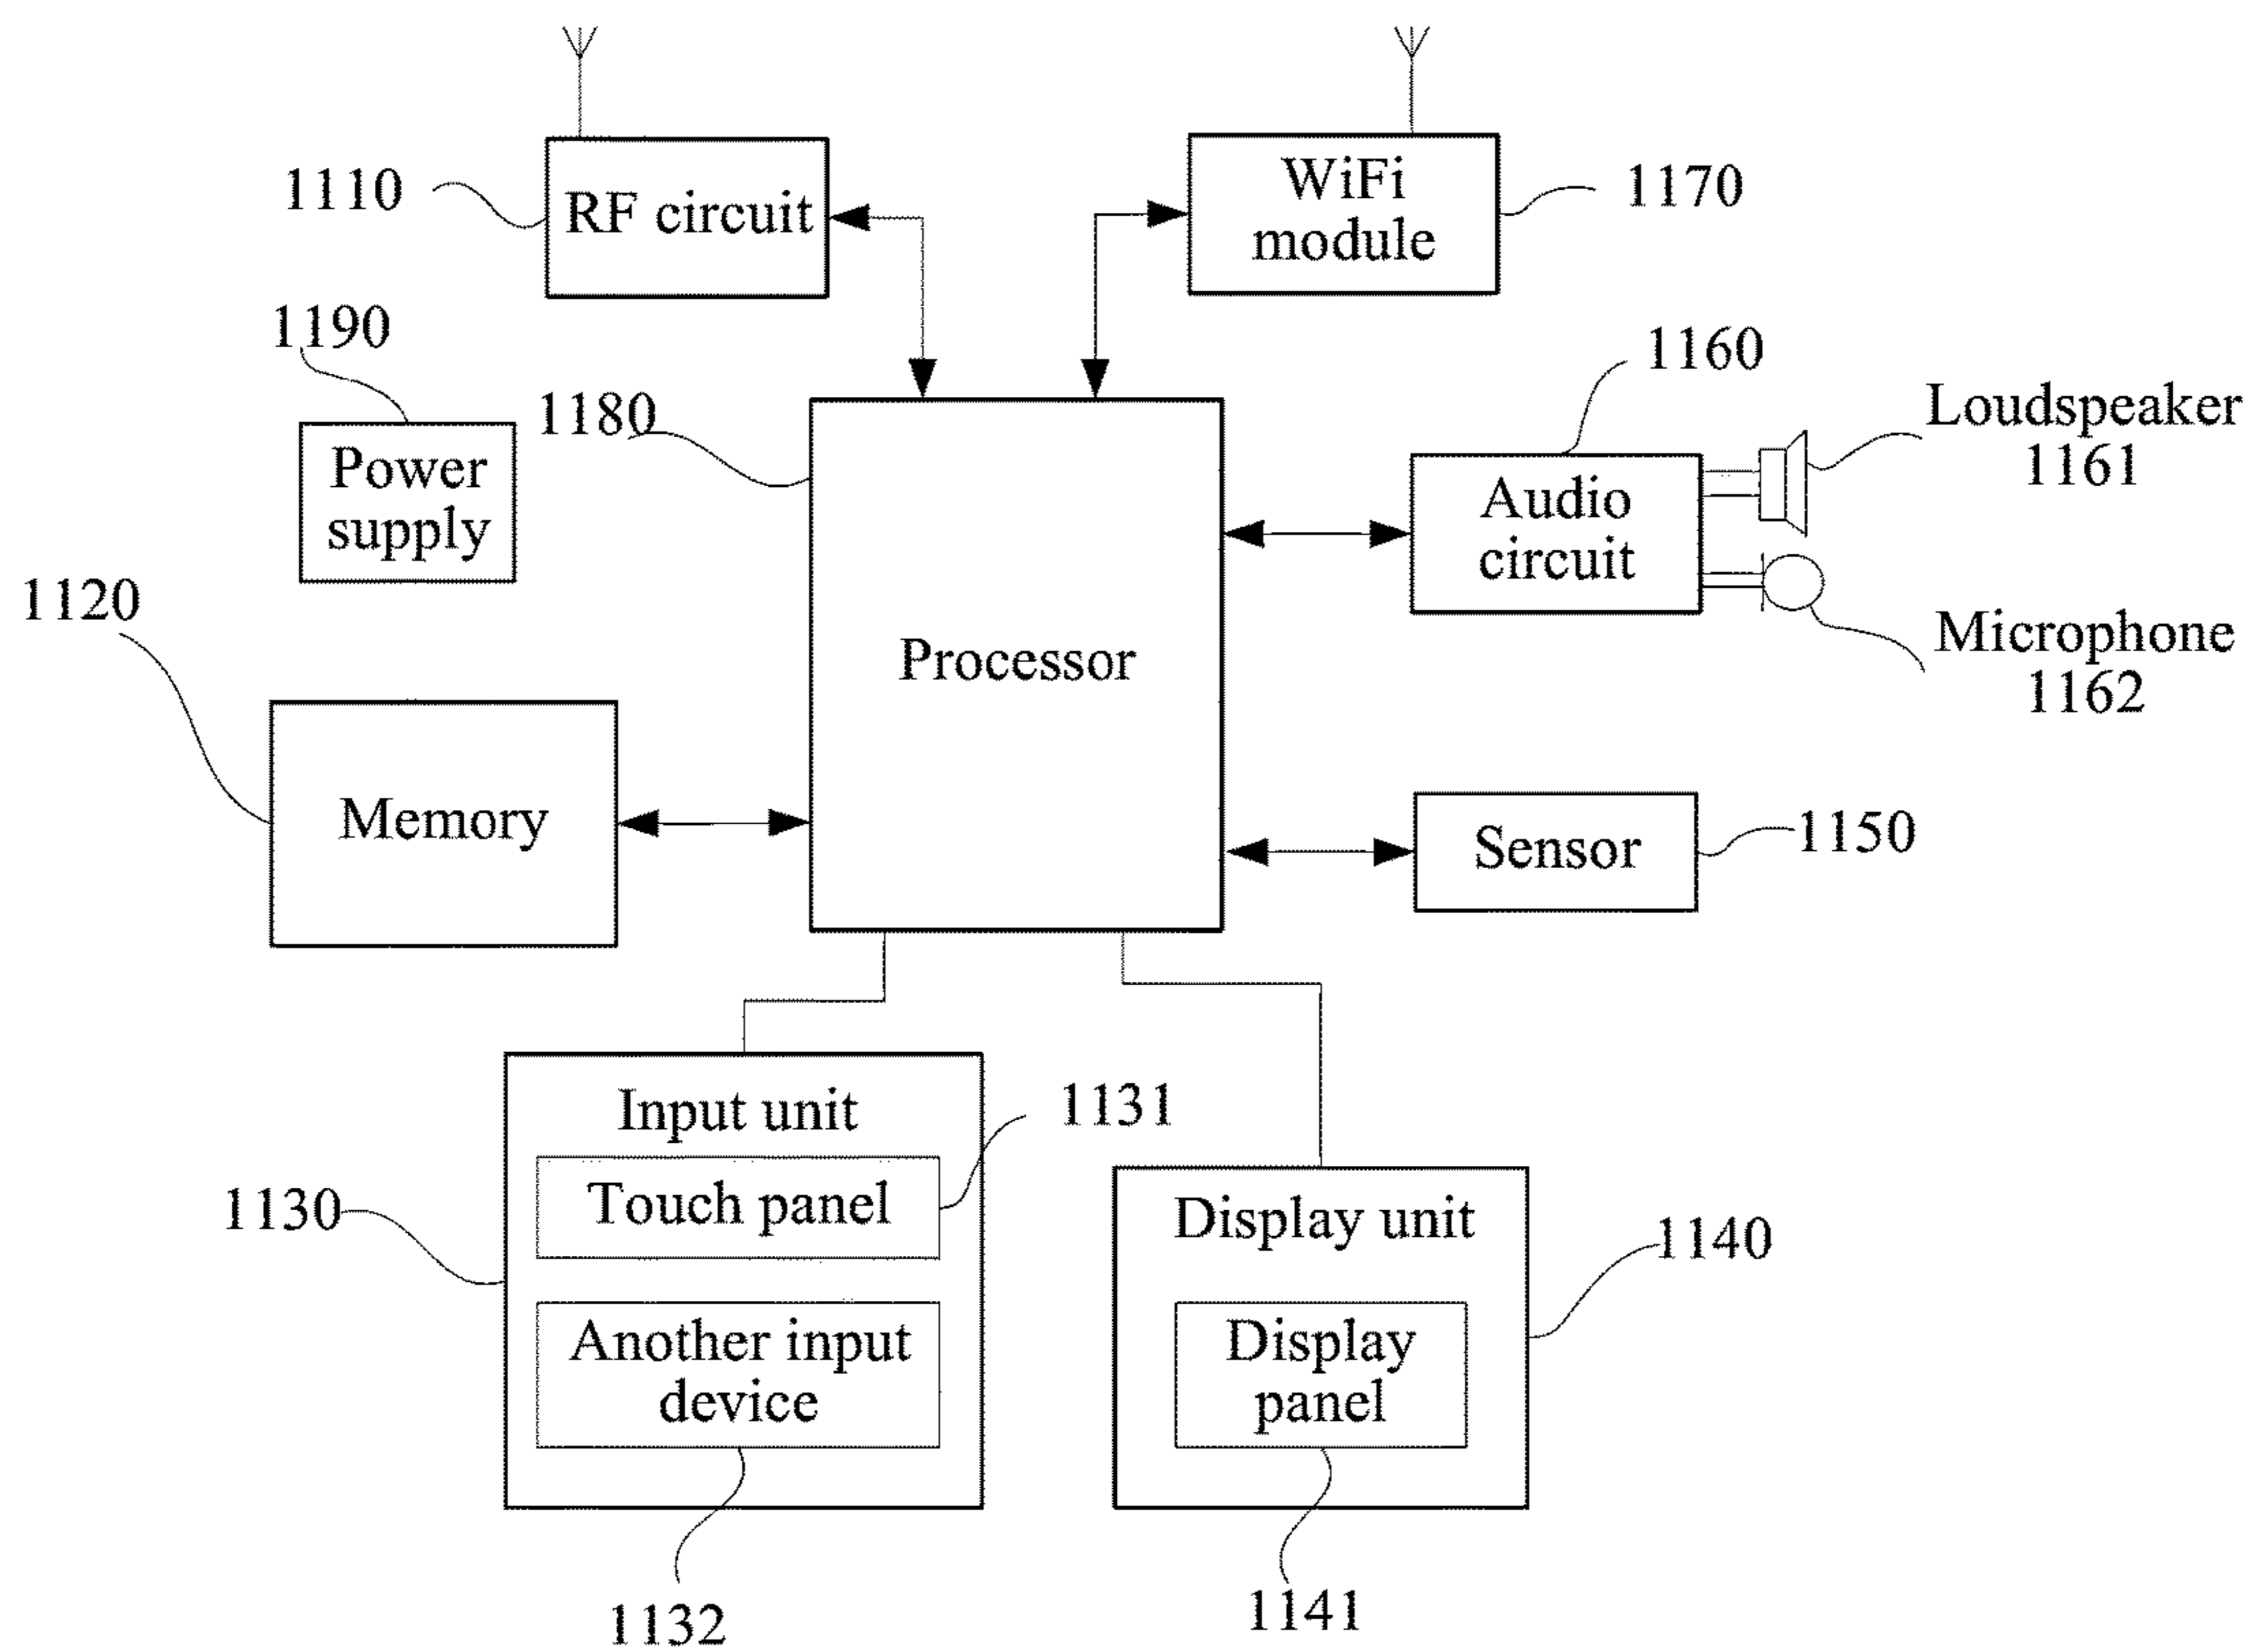 1110
RF circuit
WiFi
module
1170
1190
Power
supply
1180
Processor
1160
Audio
circuit
Loudspeaker
1161
Microphone
1162
1120
Memory
Sensor
1150
Input unit
1131
Touch panel
1130
Another input
device
1132
Display unit
1140
Display
panel
1141